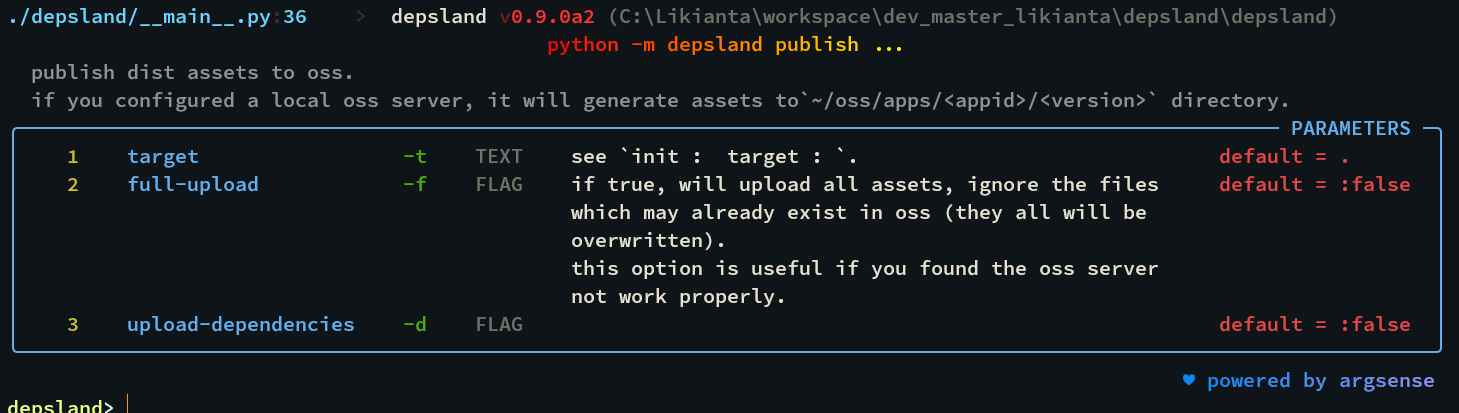 ./depsland/__main__.py:36 > depsland v0.9.0a2 (C:\Likianta\workspace\dev_master_likianta\depsland\depsland)
python -m depsland publish ...
publish dist assets to oss.
if you configured a local oss server, it will generate assets to`~/oss/apps/<appid>/<version>` directory.
PARAMETERS
1 target -t TEXT see `init : target : `. default = .
2 full-upload -f FLAG if true, will upload all assets, ignore the files default = :false
which may already exist in oss (they all will be
overwritten).
this option is useful if you found the oss server
not work properly.
3 upload-dependencies -d FLAG default = :false
♥ powered by argsense
depsland>